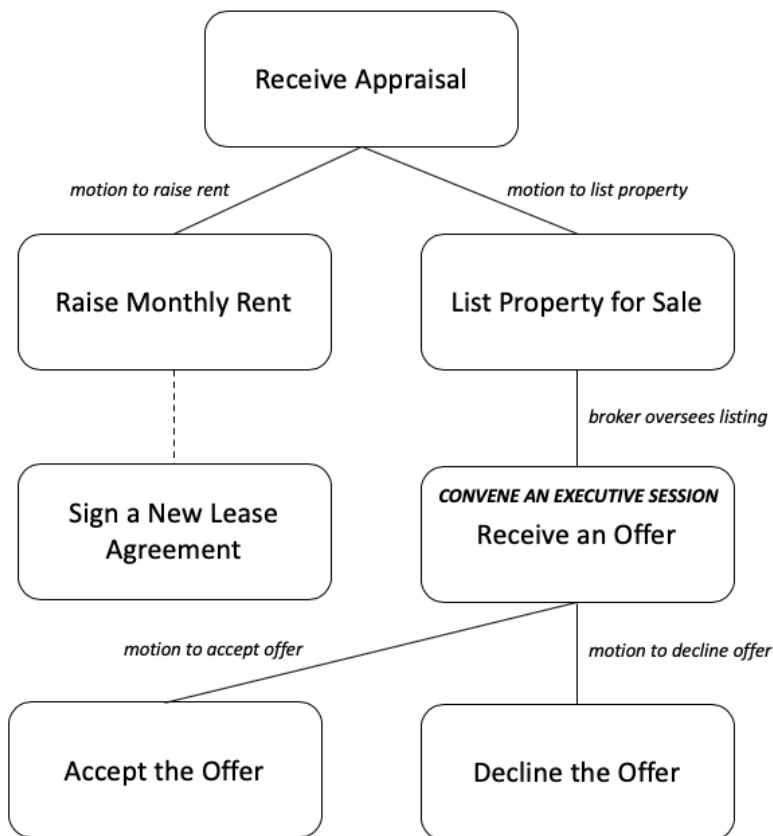 Receive Appraisal
motion to raise rent
motion to list property
Raise Monthly Rent
List Property for Sale
broker oversees listing
Sign a New Lease
Agreement
CONVENE AN EXECUTIVE SESSION
Receive an Offer
motion to accept offer
motion to decline offer
Accept the Offer
Decline the Offer